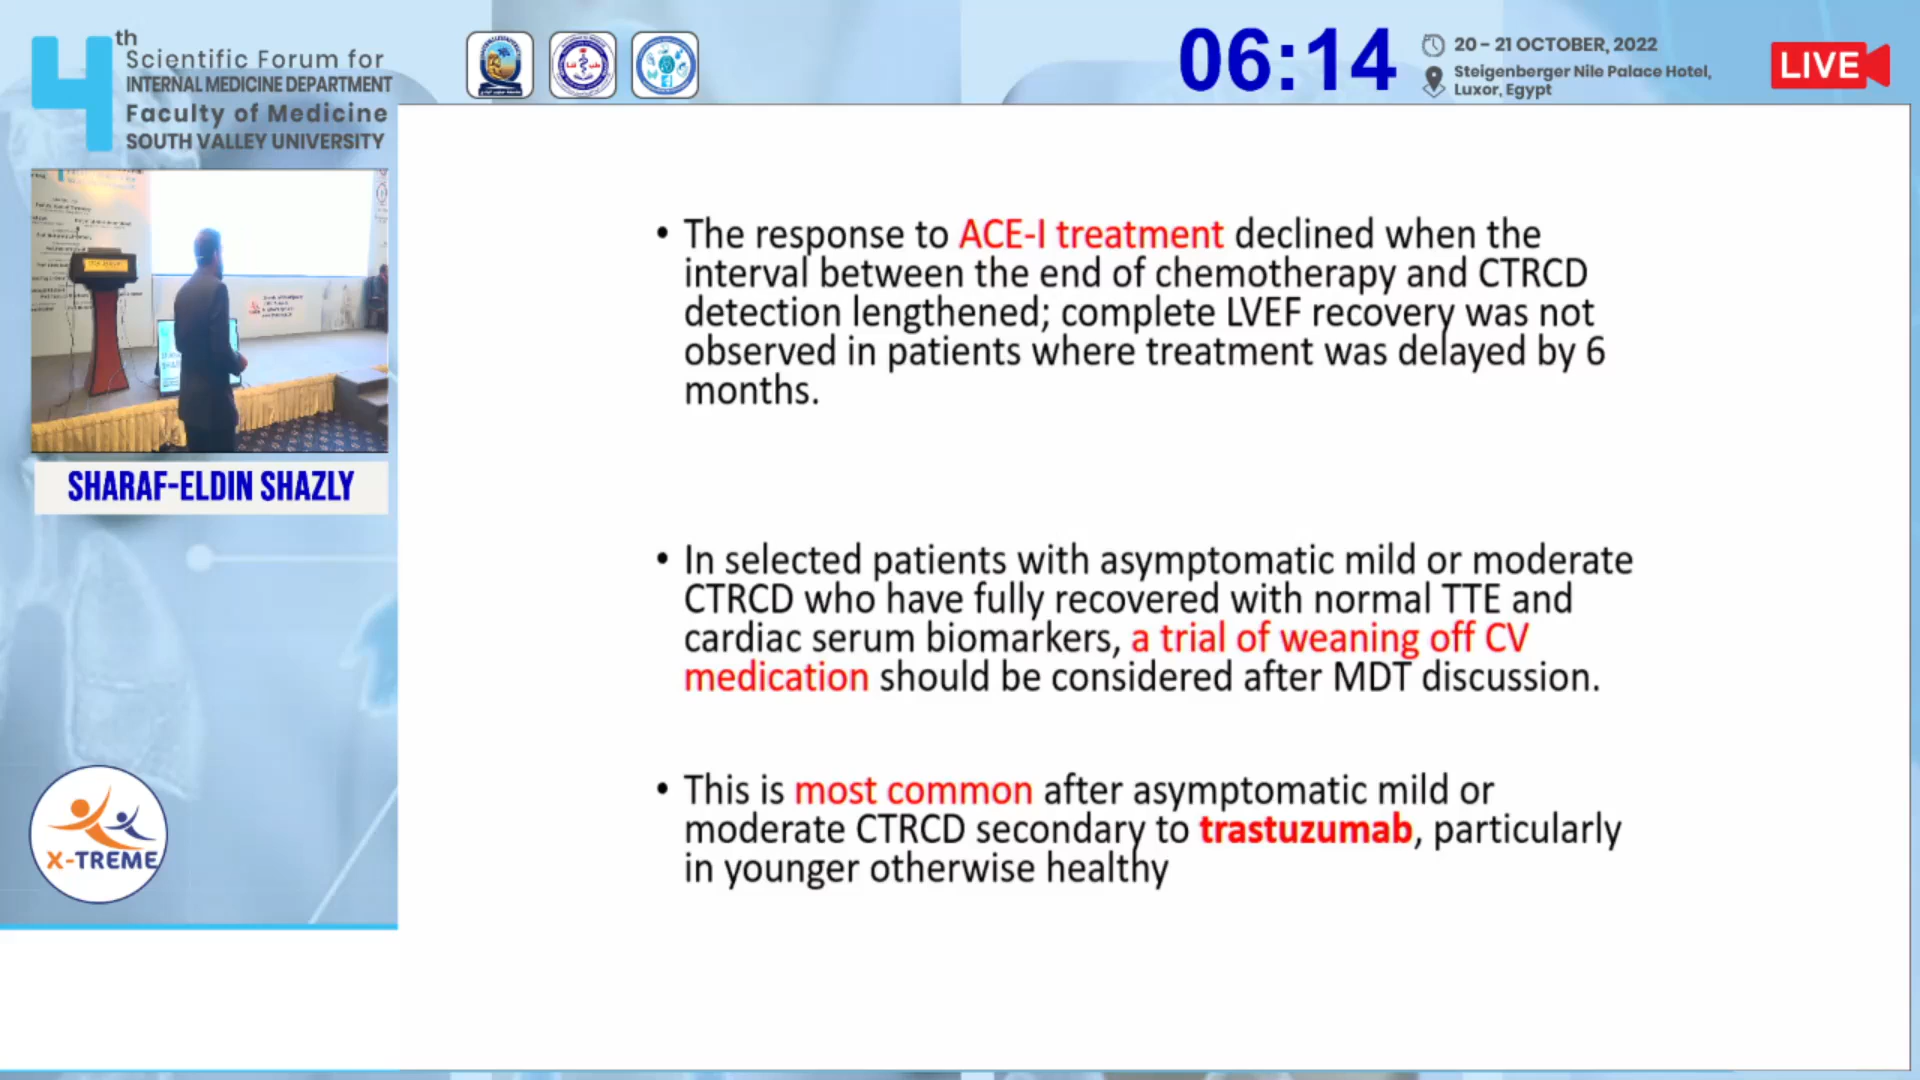 4th
Scientific Forum for
INTERNAL MEDICINE DEPARTMENT
Faculty of Medicine
SOUTH VALLEY UNIVERSITY
06:14
20 - 21 OCTOBER, 2022
Steigenberger Nile Palace Hotel,
Luxor, Egypt
LIVE
SHARAF-ELDIN SHAZLY
X-TREME
• The response to ACE-I treatment declined when the
interval between the end of chemotherapy and CTRCD
detection lengthened; complete LVEF recovery was not
observed in patients where treatment was delayed by 6
months.
• In selected patients with asymptomatic mild or moderate
CTRCD who have fully recovered with normal TTE and
cardiac serum biomarkers, a trial of weaning off CV
medication should be considered after MDT discussion.
• This is most common after asymptomatic mild or
moderate CTRCD secondary to trastuzumab, particularly
in younger otherwise healthy